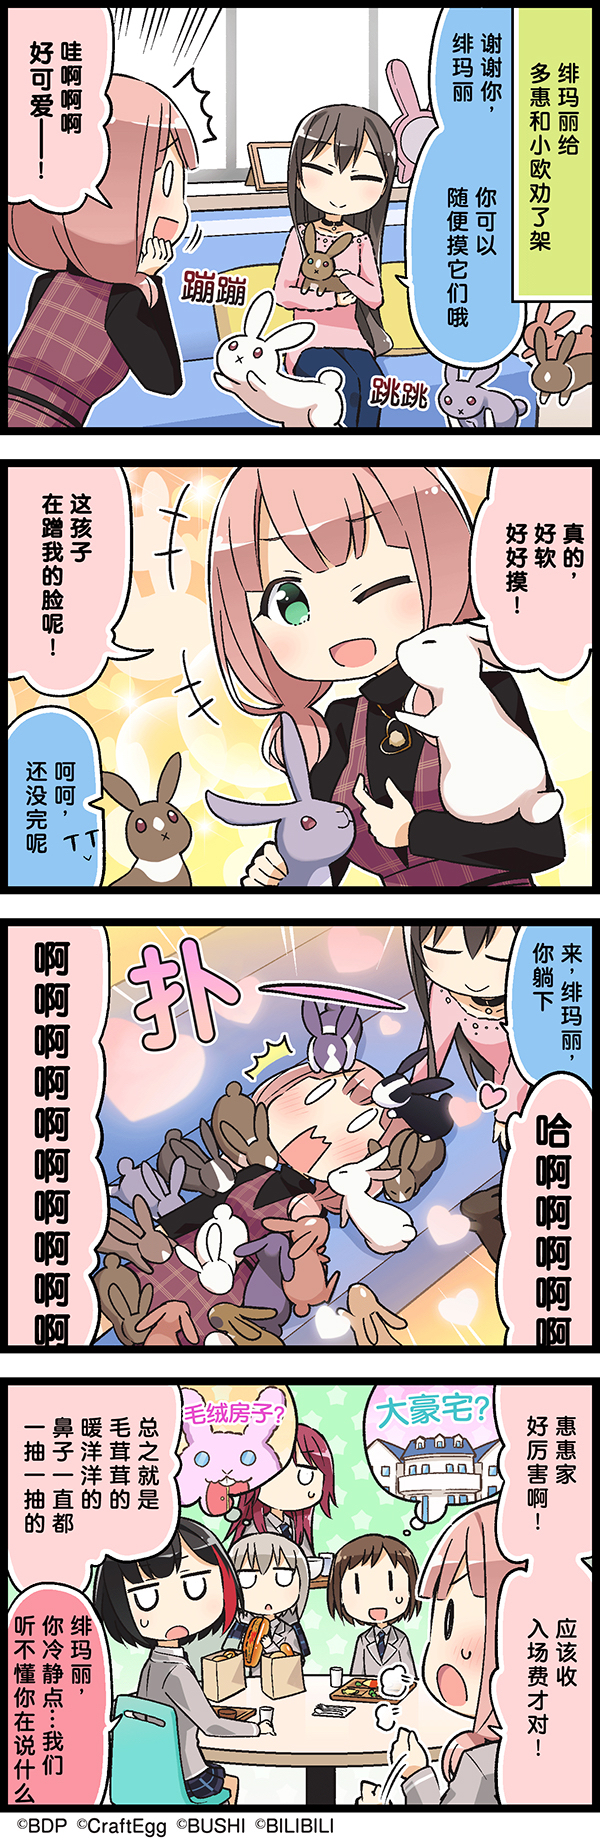 绯玛丽给
多惠和小欧劝了架
谢谢你，
绯玛丽
你可以
随便摸它们哦
哇啊啊啊
好可爱——！
蹦蹦
跳跳
真的，
好软
好好摸！
这孩子
在蹭我的脸呢！
呵呵，
还没完呢
来，绯玛丽，
你躺下
哈啊啊啊啊啊
扑
啊啊啊啊啊啊啊啊啊啊啊
惠惠家
好厉害啊！
应该收
入场费才对！
大豪宅？
毛绒房子？
总之就是
毛茸茸的
暖洋洋的
鼻子一直都
一抽一抽的
绯玛丽，
你冷静点…我们
听不懂你在说什么
©BDP ©CraftEgg ©BUSHI ©BILIBILI